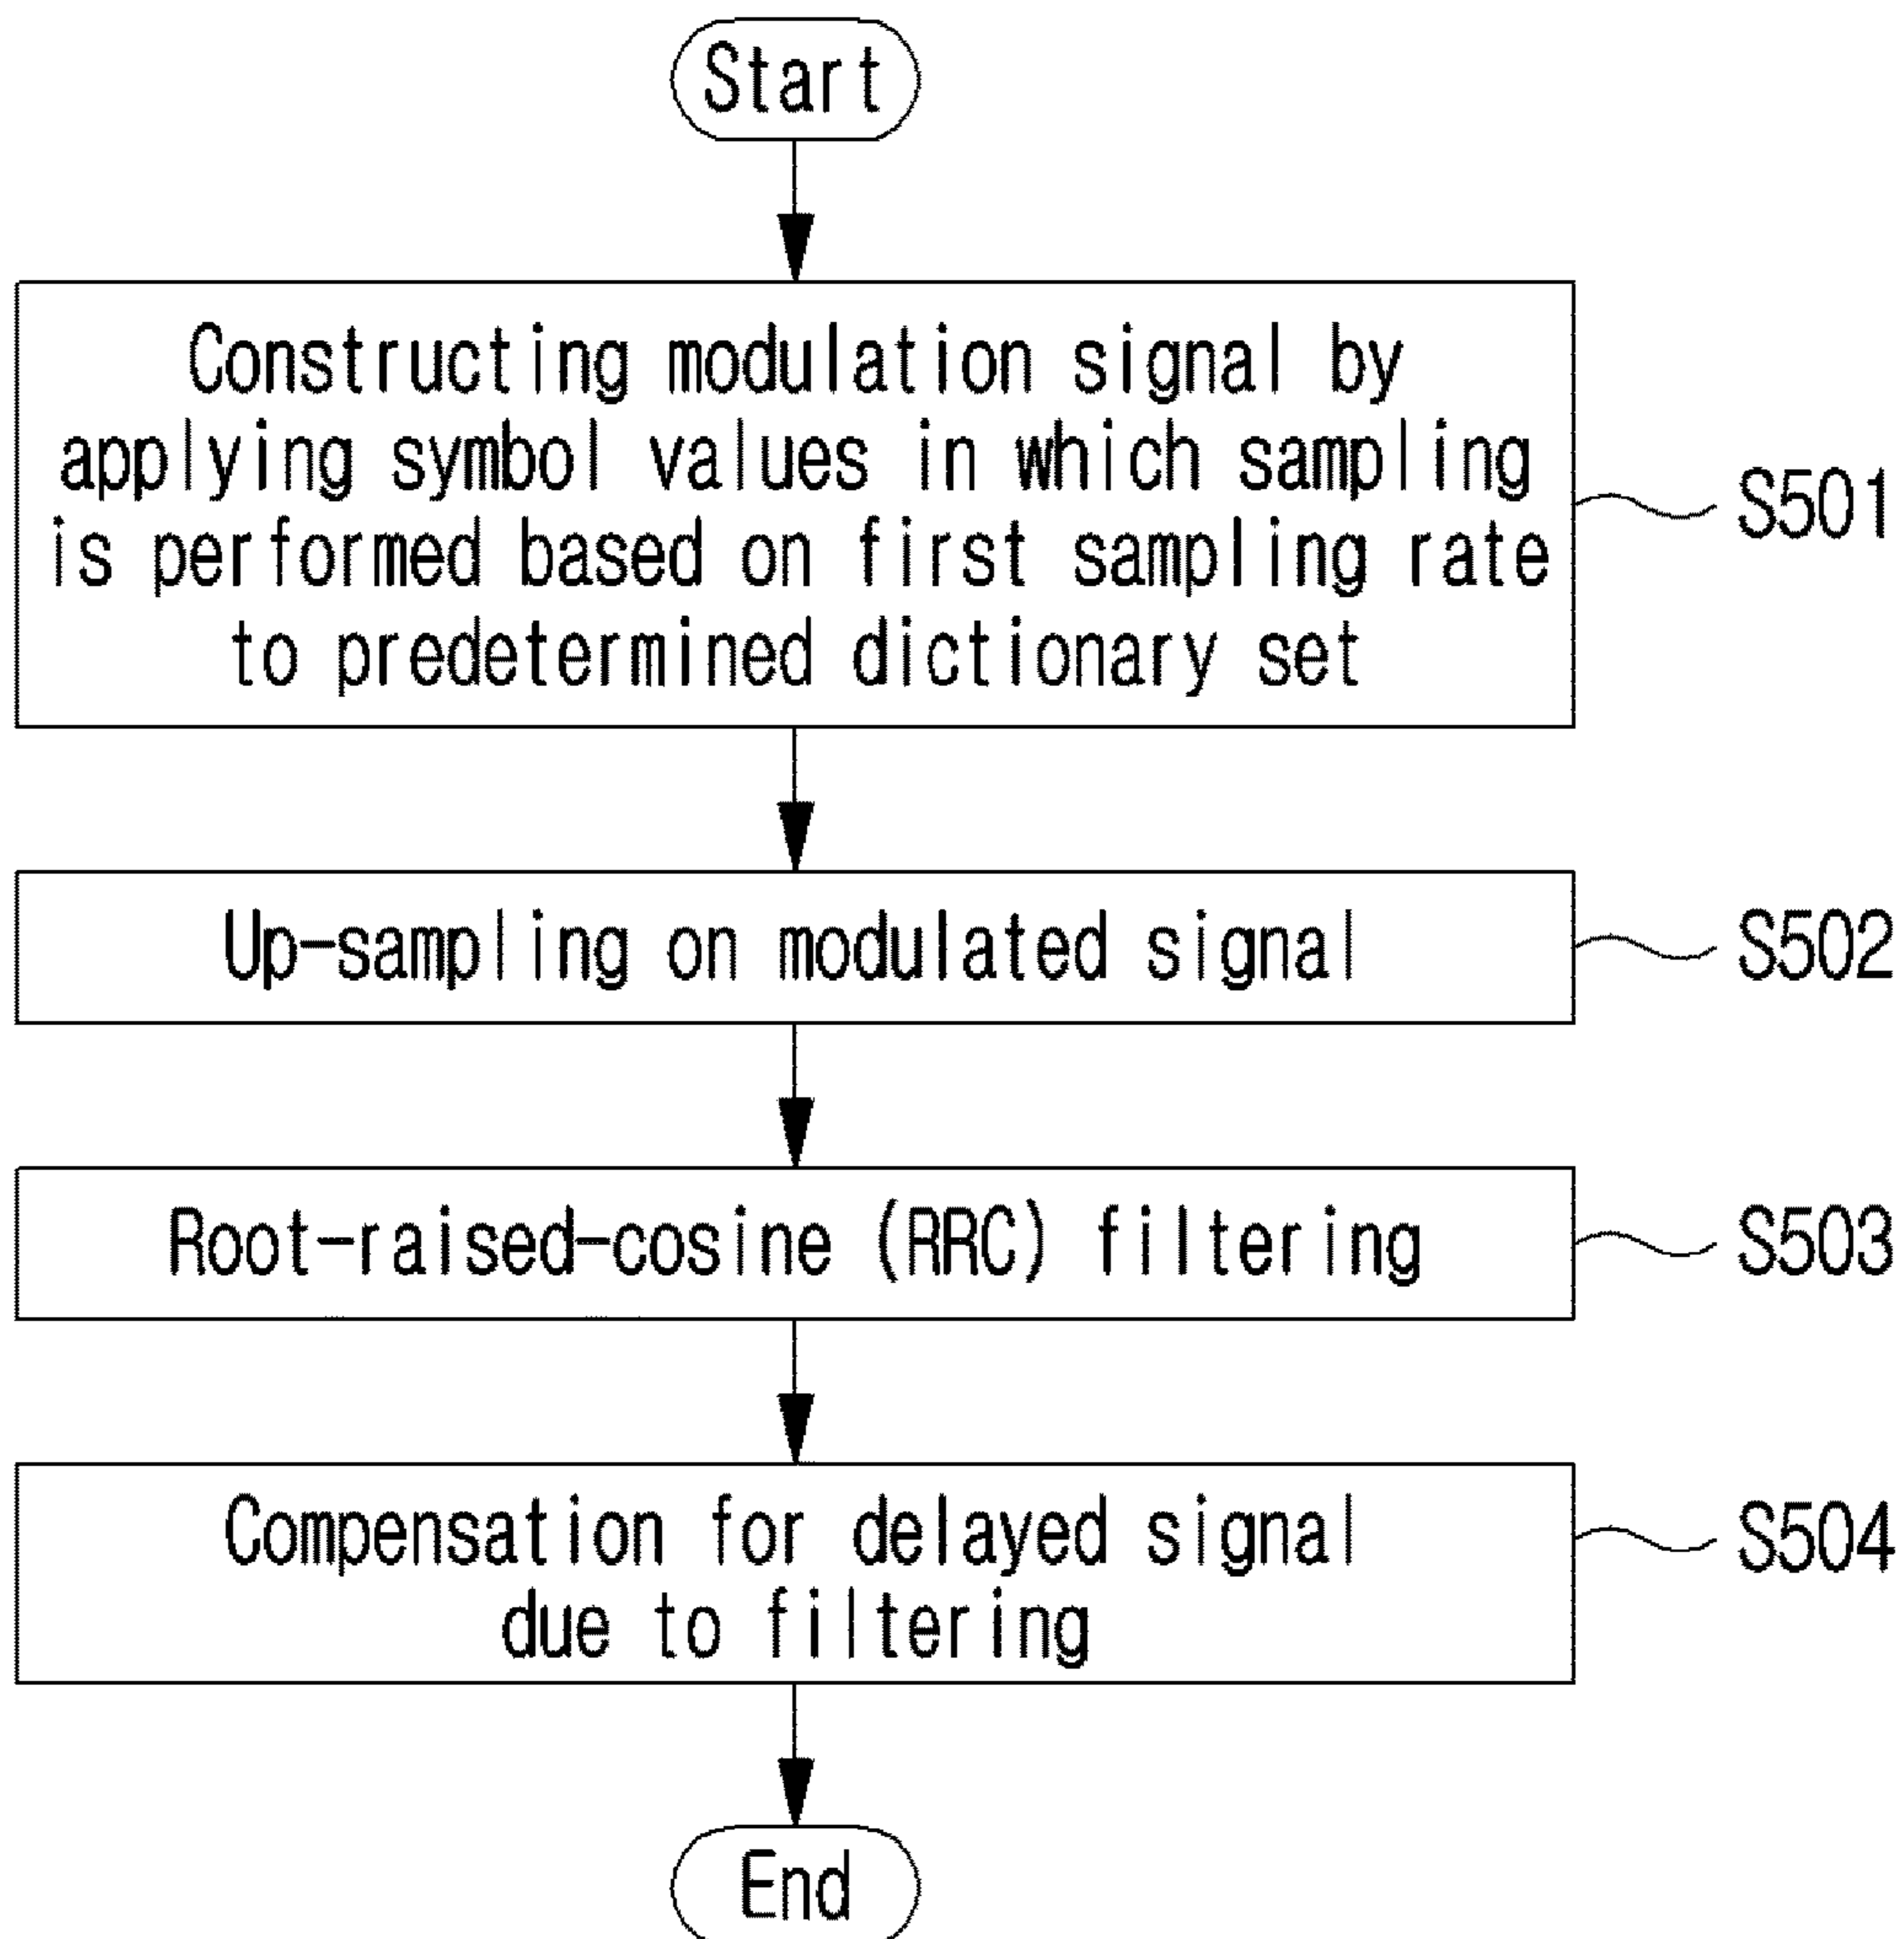 Start
Constructing modulation signal by
applying symbol values in which sampling
is performed based on first sampling rate
to predetermined dictionary set
S501
Up-sampling on modulated signal
S502
Root-raised-cosine (RRC) filtering
S503
Compensation for delayed signal
due to filtering
S504
End